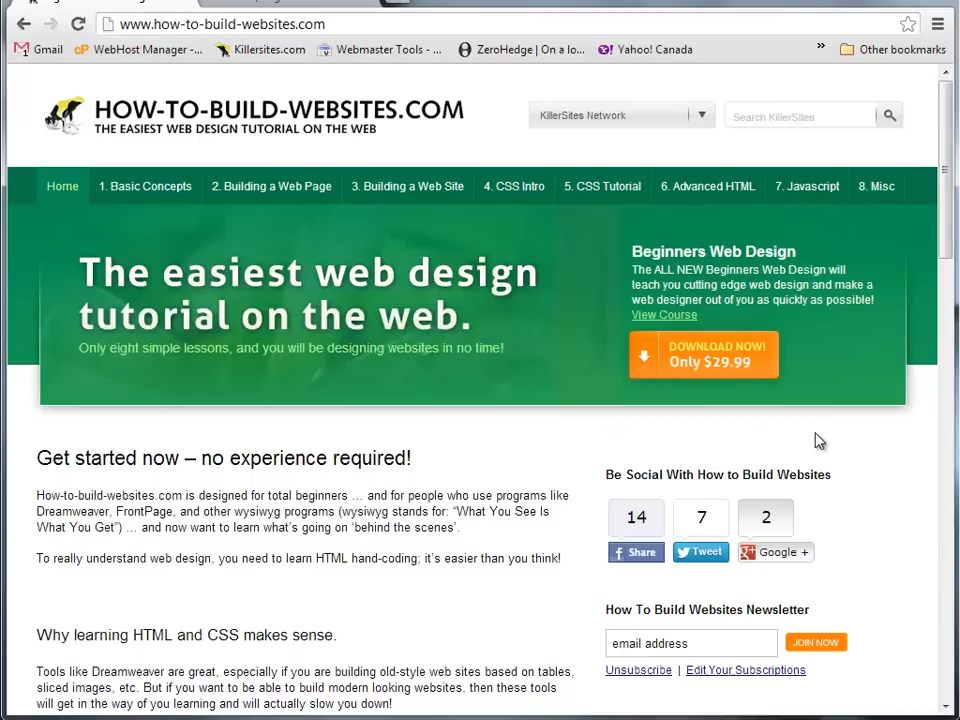 www.how-to-build-websites.com
Gmail
WebHost Manager -...
Killersites.com
Webmaster Tools - ...
ZeroHedge | On a lo...
Yahoo! Canada
»
Other bookmarks
HOW-TO-BUILD-WEBSITES.COM
THE EASIEST WEB DESIGN TUTORIAL ON THE WEB
KillerSites Network
Search KillerSites
Home
1. Basic Concepts
2. Building a Web Page
3. Building a Web Site
4. CSS Intro
5. CSS Tutorial
6. Advanced HTML
7. Javascript
8. Misc
The easiest web design
tutorial on the web.
Only eight simple lessons, and you will be designing websites in no time!
Beginners Web Design
The ALL NEW Beginners Web Design will
teach you cutting edge web design and make a
web designer out of you as quickly as possible!
View Course
DOWNLOAD NOW!
Only $29.99
Get started now – no experience required!
How-to-build-websites.com is designed for total beginners … and for people who use programs like
Dreamweaver, FrontPage, and other wysiwyg programs (wysiwyg stands for: “What You See Is
What You Get”) … and now want to learn what’s going on ‘behind the scenes’.
To really understand web design, you need to learn HTML hand-coding; it’s easier than you think!
Why learning HTML and CSS makes sense.
Tools like Dreamweaver are great, especially if you are building old-style web sites based on tables,
sliced images, etc. But if you want to be able to build modern looking websites, then these tools
will get in the way of you learning and will actually slow you down!
Be Social With How to Build Websites
14
7
2
Share
Tweet
Google +
How To Build Websites Newsletter
email address
JOIN NOW
Unsubscribe | Edit Your Subscriptions